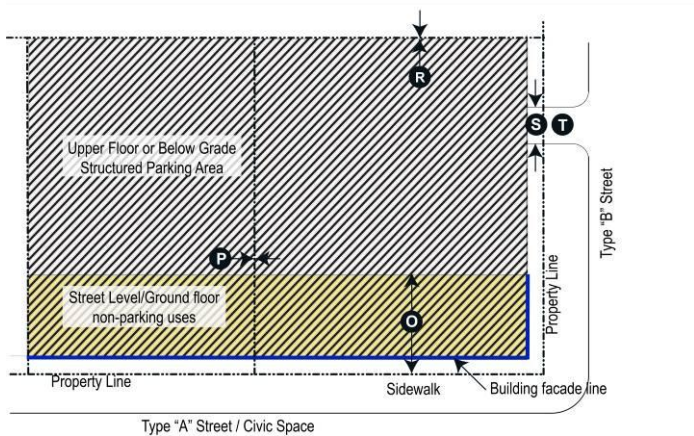 R
S T
Upper Floor or Below Grade
Structured Parking Area
Type "B" Street
P
Property Line
Street Level/Ground floor
non-parking uses
O
Property Line
Sidewalk
Building facade line
Type "A" Street / Civic Space